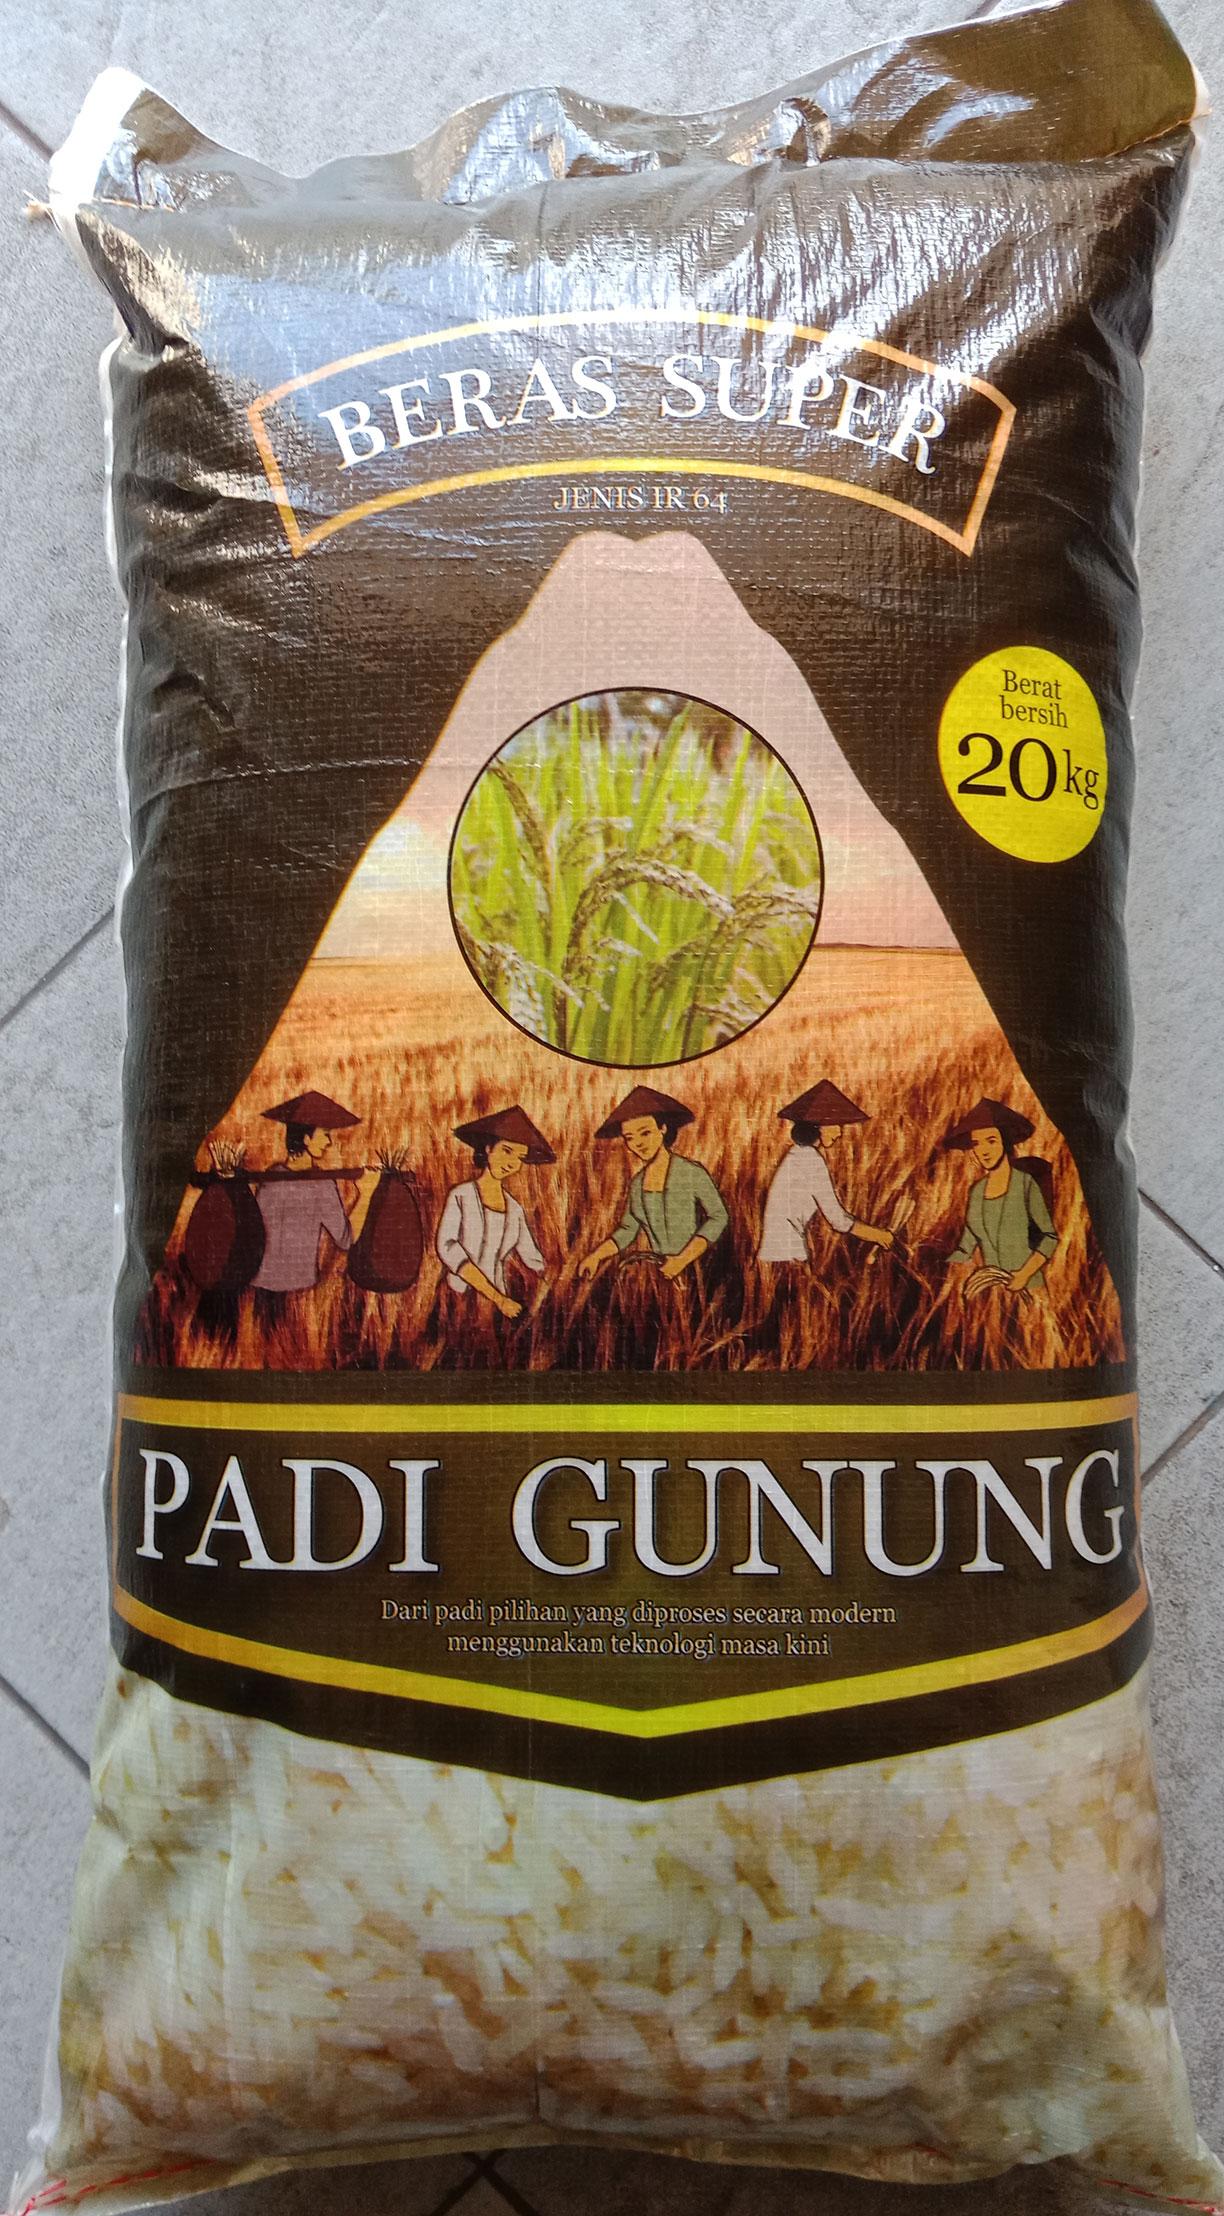 BERAS SUPER
JENIS IR 64
Berat
bersih
20kg
PADI GUNUNG
Dari padi pilihan yang diproses secara modern
menggunakan teknologi masa kini